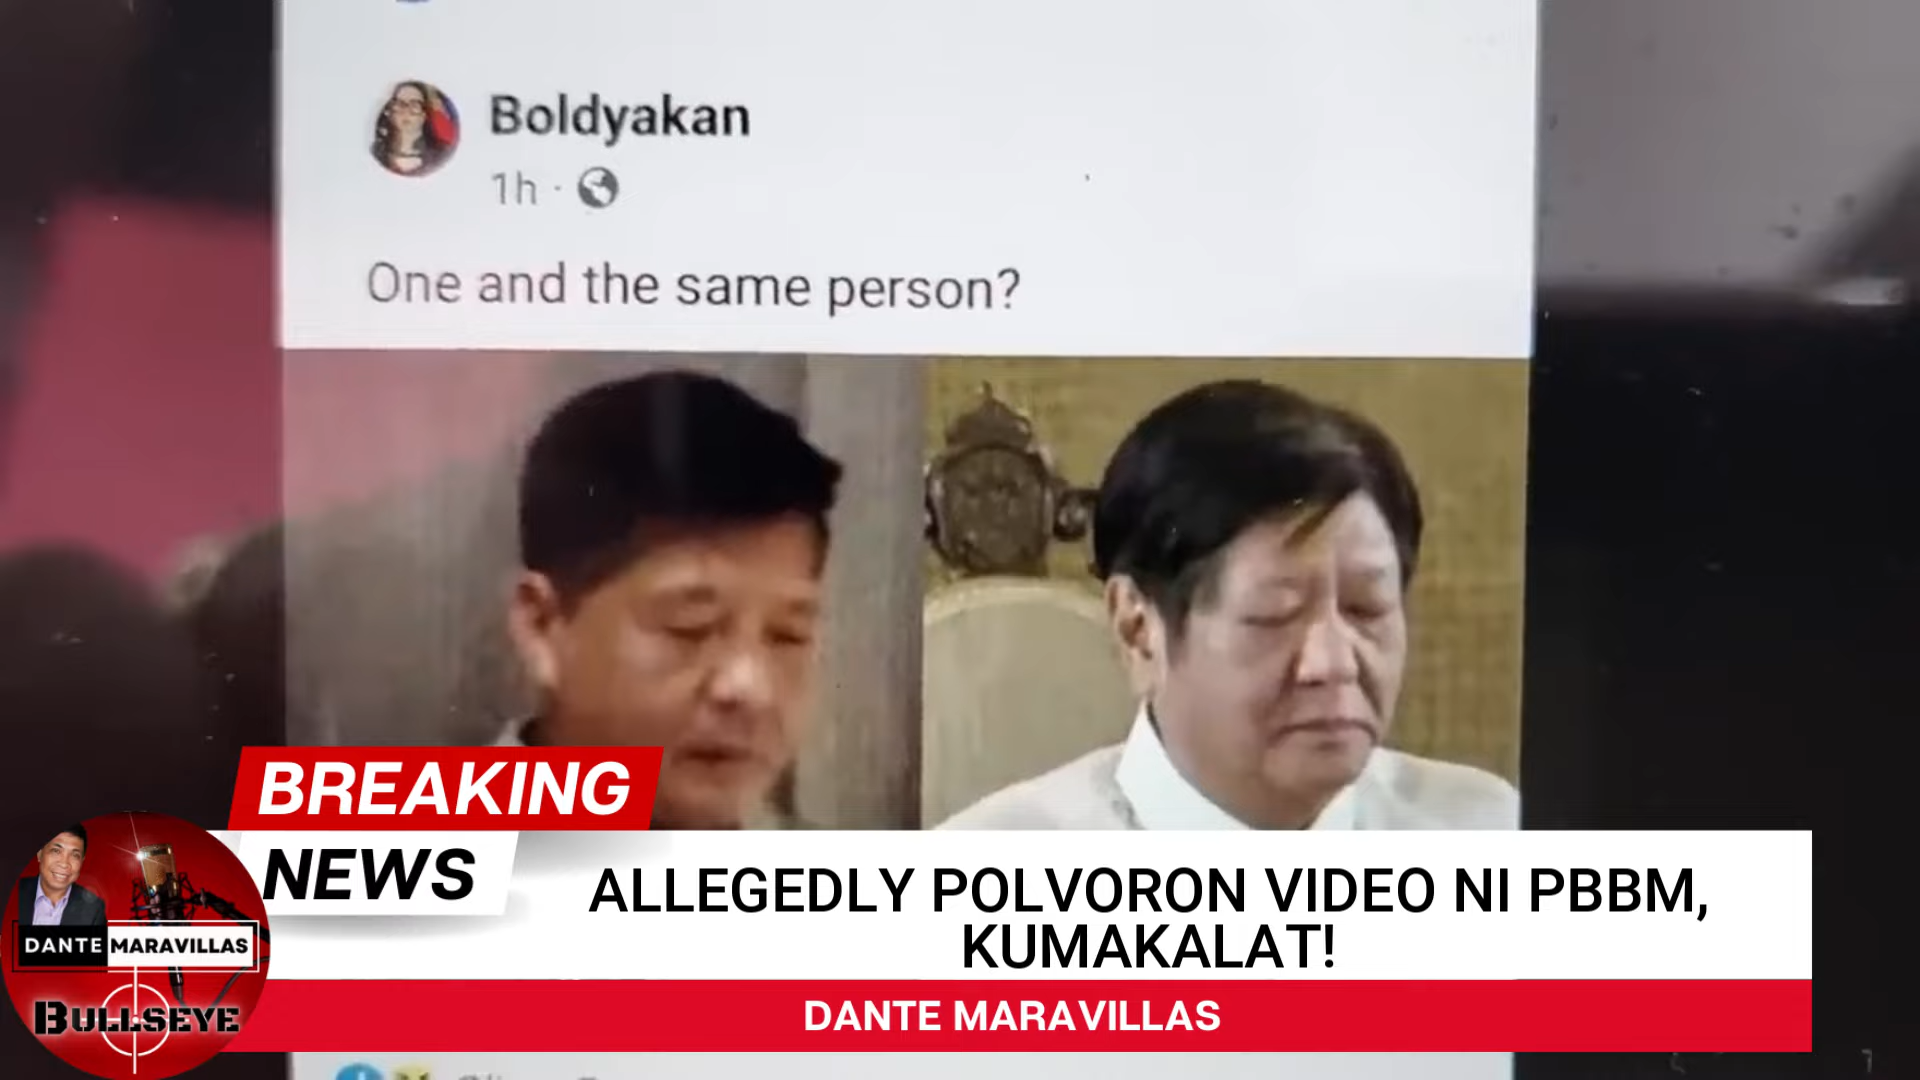 Boldyakan
1h ·
One and the same person?
BREAKING
NEWS
ALLEGEDLY POLVORON VIDEO NI PBBM,
KUMAKALAT!
DANTE MARAVILLAS
DANTE MARAVILLAS
BULLSEYE